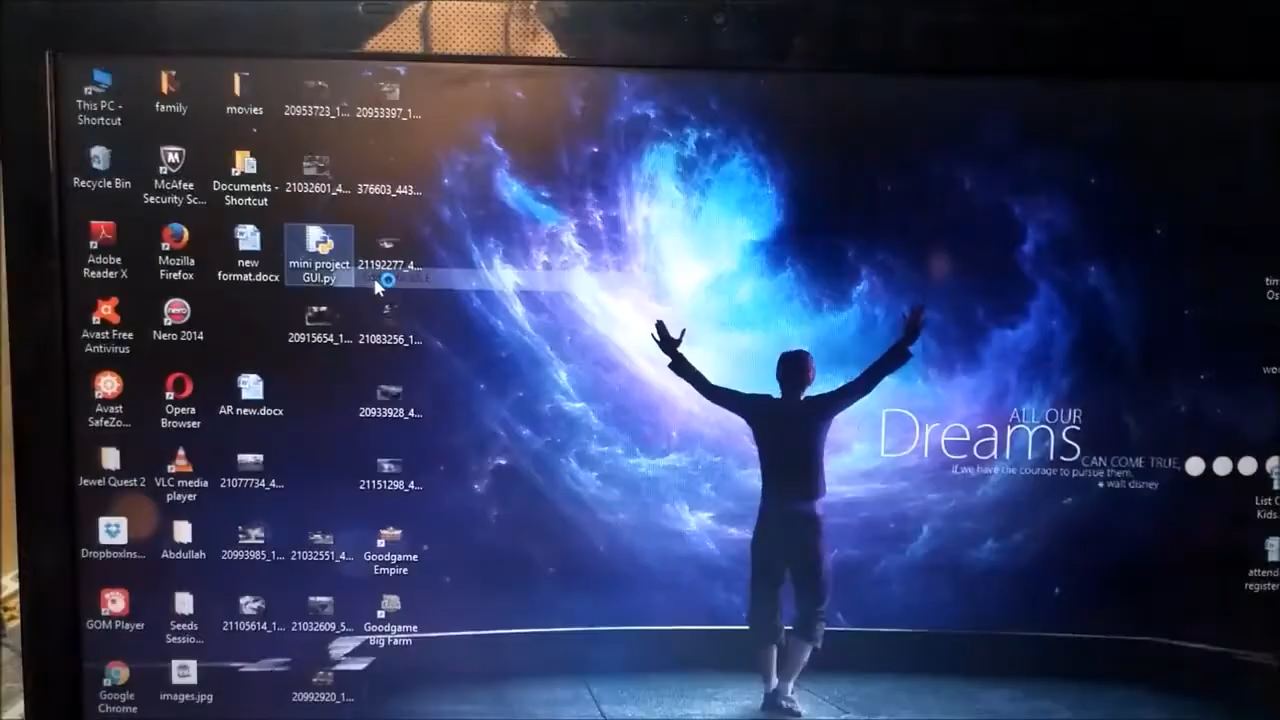 This PC -
Shortcut
family
movies
20953723_1...
20953397_1...
Recycle Bin
McAfee
Security Sc...
Documents -
Shortcut
21032601_4...
376603_443...
Adobe
Reader X
Mozilla
Firefox
new
format.docx
mini project
GUI.py
21192277_4...
Avast Free
Antivirus
Nero 2014
20915654_1...
21083256_1...
Avast
SafeZo...
Opera
Browser
AR new.docx
20933928_4...
Jewel Quest 2
VLC media
player
21077734_4...
21151298_4...
DropboxIns...
Abdullah
20993985_1...
21032551_4...
Goodgame
Empire
GOM Player
Seeds
Sessio...
21105614_1...
21032609_5...
Goodgame
Big Farm
Google
Chrome
images.jpg
20992920_1...
ALL OUR
Dreams
CAN COME TRUE,
If we have the courage to pursue them.
walt disney
List
Kids.
attend
register